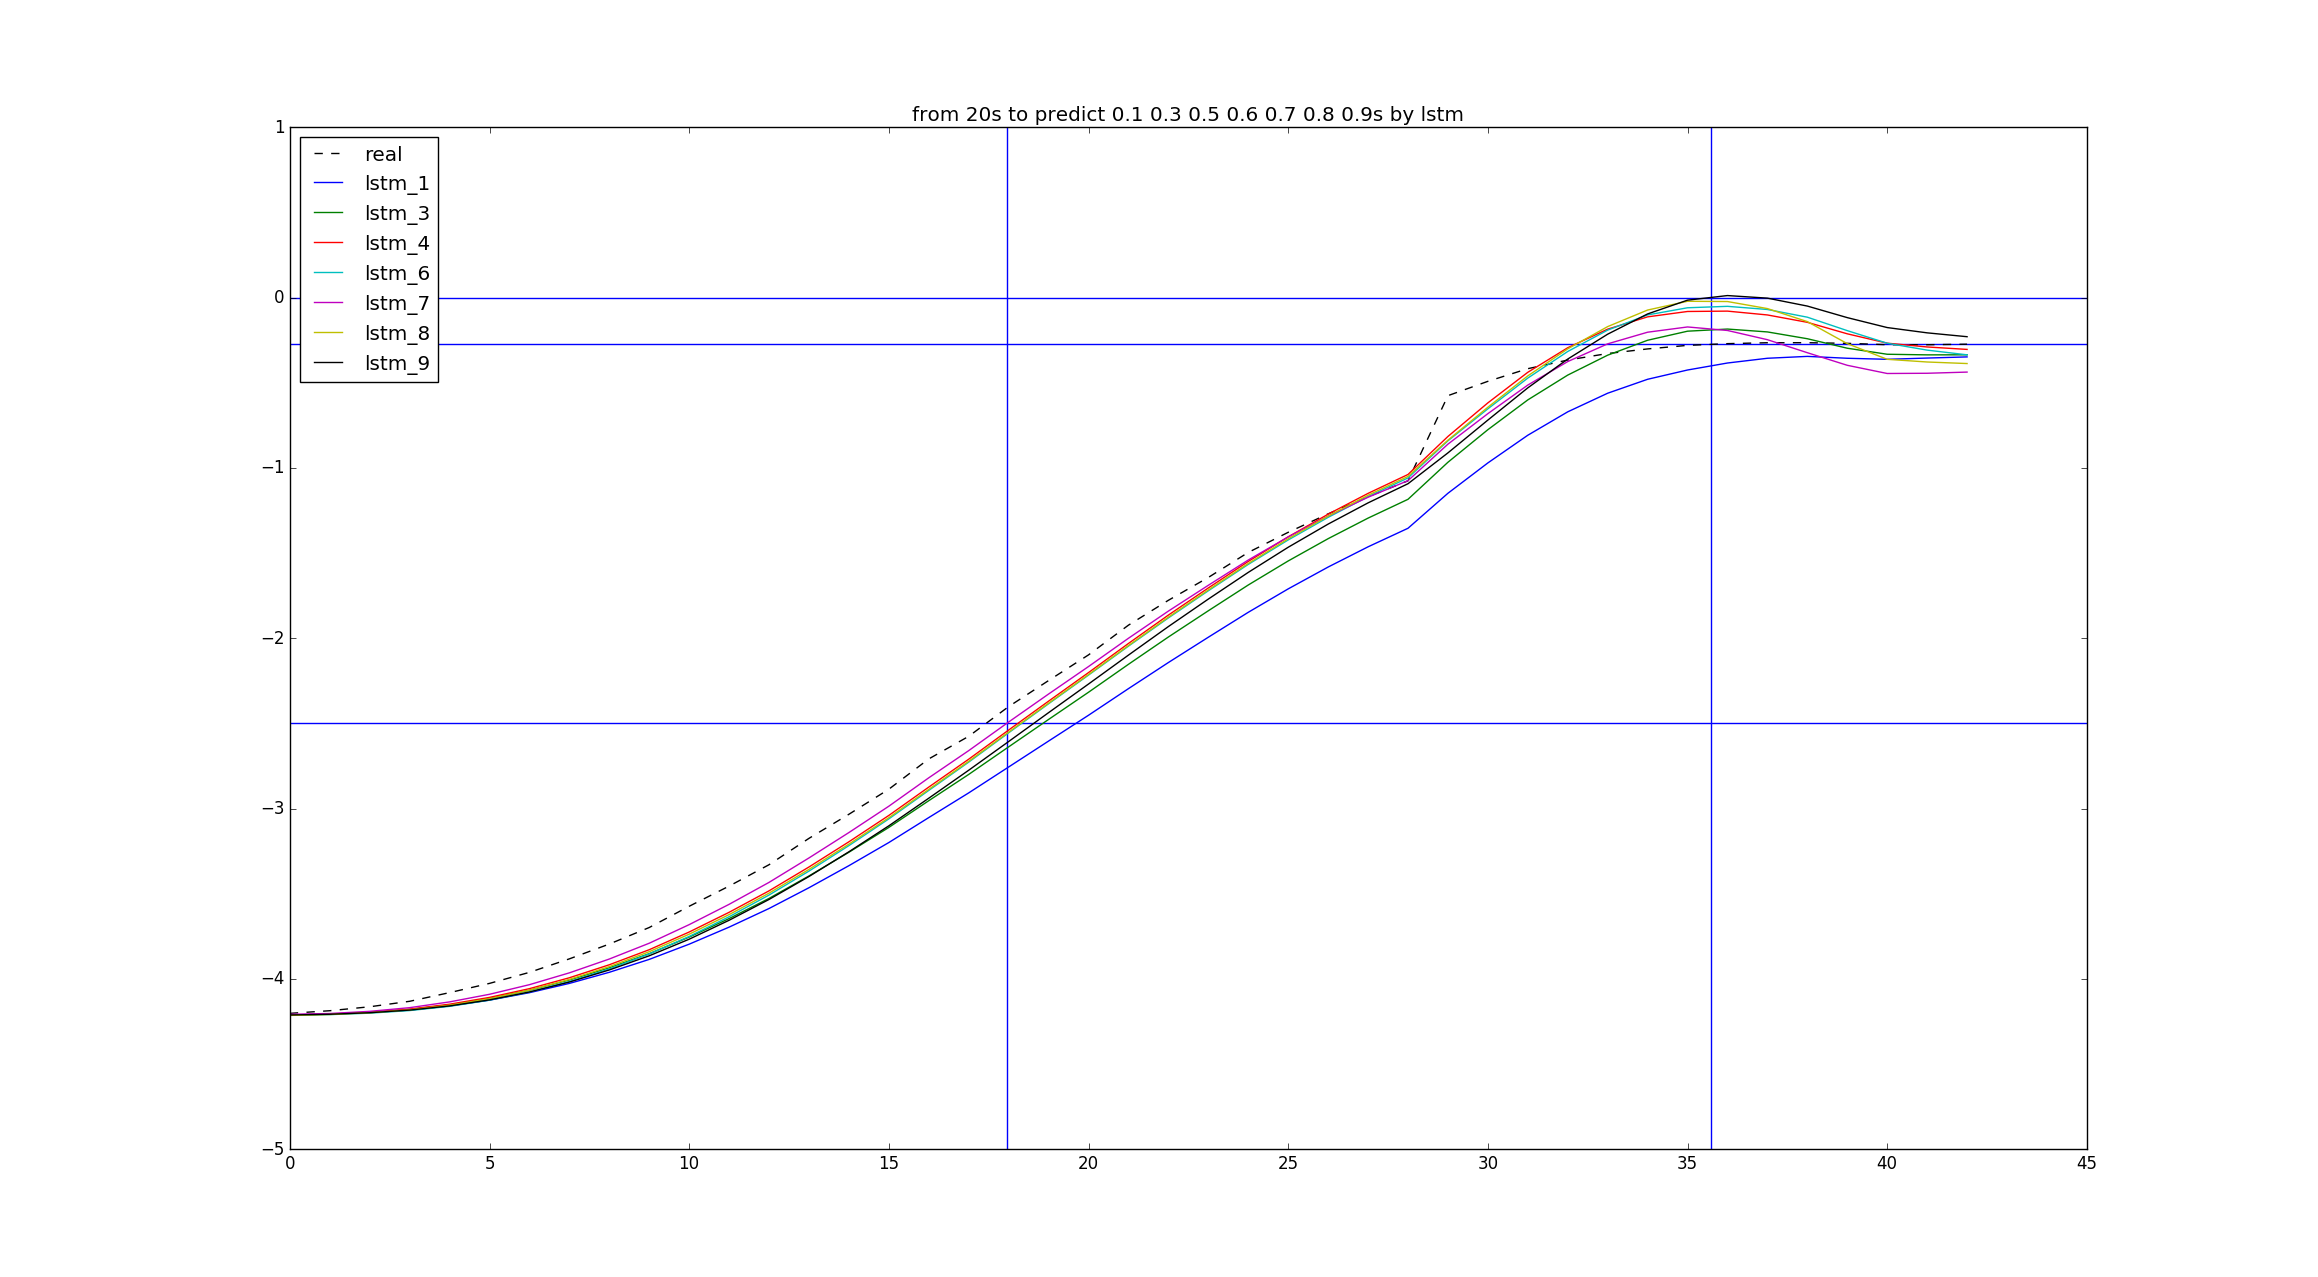 from 20s to predict 0.1 0.3 0.5 0.6 0.7 0.8 0.9s by lstm
1
0
−1
−2
−3
−4
−5
real
lstm_1
lstm_3
lstm_4
lstm_6
lstm_7
lstm_8
lstm_9
0 5 10 15 20 25 30 35 40 45